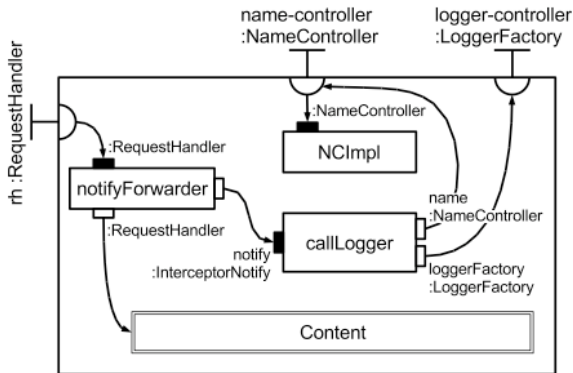 name-controller
:NameController
logger-controller
:LoggerFactory
rh :RequestHandler
:NameController
:RequestHandler
NCImpl
notifyForwarder
name
:NameController
:RequestHandler
callLogger
notify
:InterceptorNotify
loggerFactory
:LoggerFactory
Content